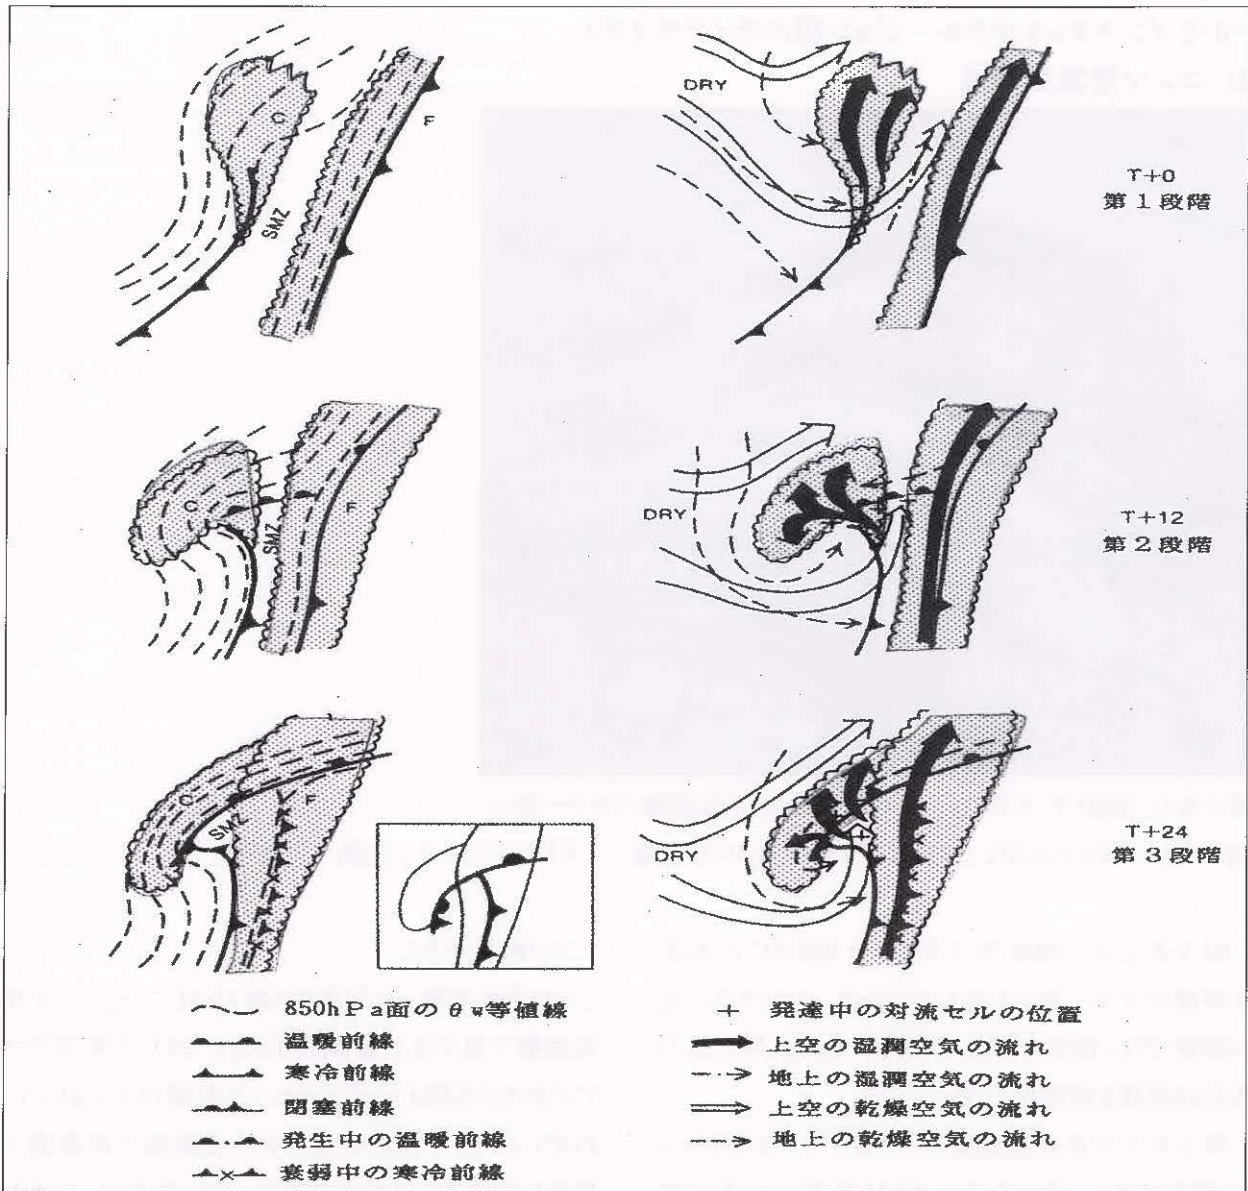 C
F
SMZ
DRY
T+0
第1段階
C
F
SMZ
DRY
T+12
第2段階
C
F
SMZ
DRY
T+24
第3段階
850hPa面のθw等値線
温暖前線
寒冷前線
閉塞前線
発生中の温暖前線
衰弱中の寒冷前線
+ 発達中の対流セルの位置
上空の湿潤空気の流れ
地上の湿潤空気の流れ
上空の乾燥空気の流れ
地上の乾燥空気の流れ